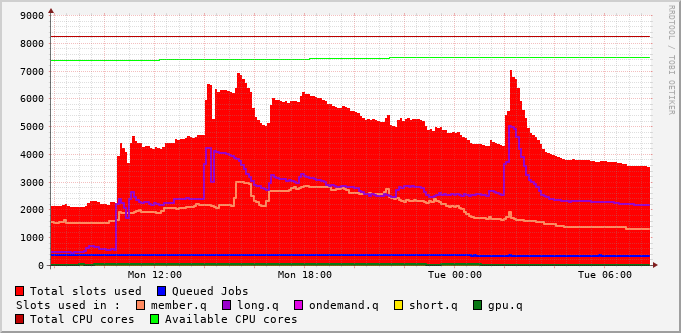 9000
8000
7000
6000
5000
4000
3000
2000
1000
0
Mon 12:00 Mon 18:00 Tue 00:00 Tue 06:00
Total slots used Queued Jobs
Slots used in : member.q long.q ondemand.q short.q gpu.q
Total CPU cores Available CPU cores
RRDTOOL / TOBI OETIKER